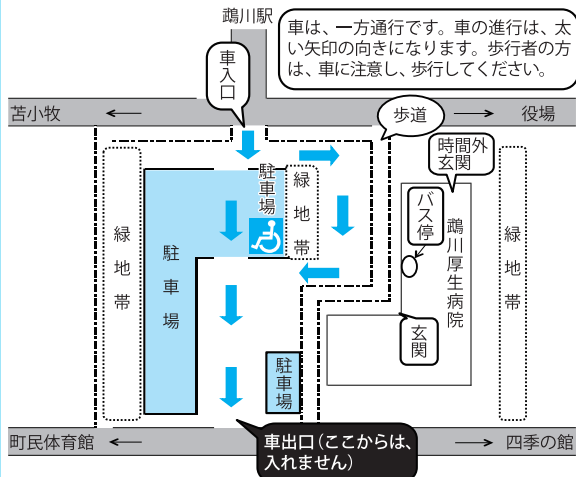 鵡川駅
車は、一方通行です。車の進行は、太
い矢印の向きになります。歩行者の方
は、車に注意し、歩行してください。
車入口
苫小牧
歩道
役場
時間外
玄関
駐車場
緑地帯
緑地帯
駐車場
バス停
鵡川厚生病院
緑地帯
玄関
駐車場
町民体育館
車出口（ここからは、
入れません）
四季の館